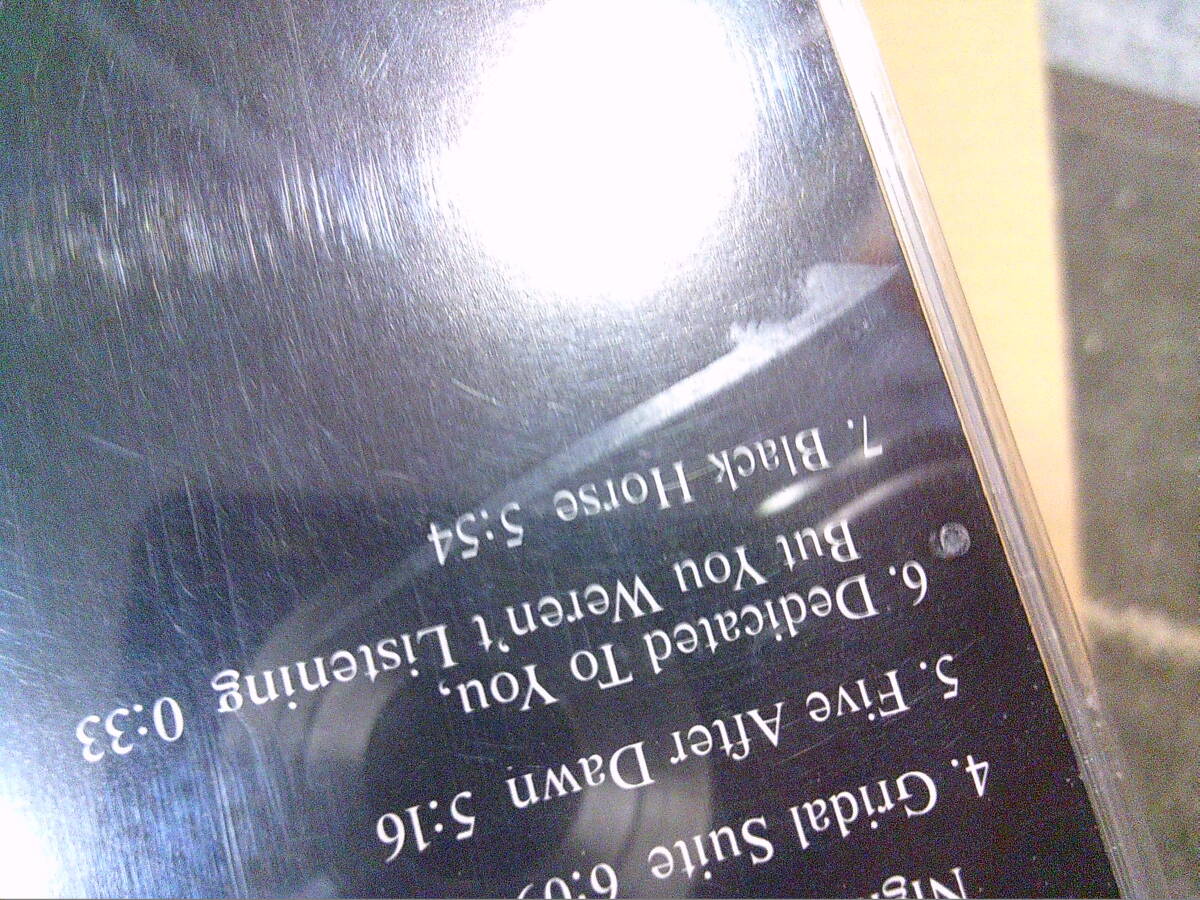 4. Gridal Suite
5. Five After Dawn 5:16
6. Dedicated To You,
But You Weren't Listening 0:33
7. Black Horse 5:54